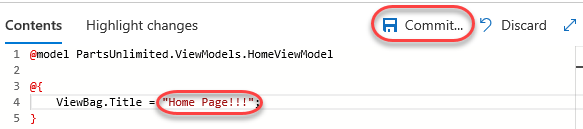 Contents Highlight changes Commit... Discard
1 @model PartsUnlimited.ViewModels.HomeViewModel
2
3 @{
4 ViewBag.Title = "Home Page!!!";
5 }